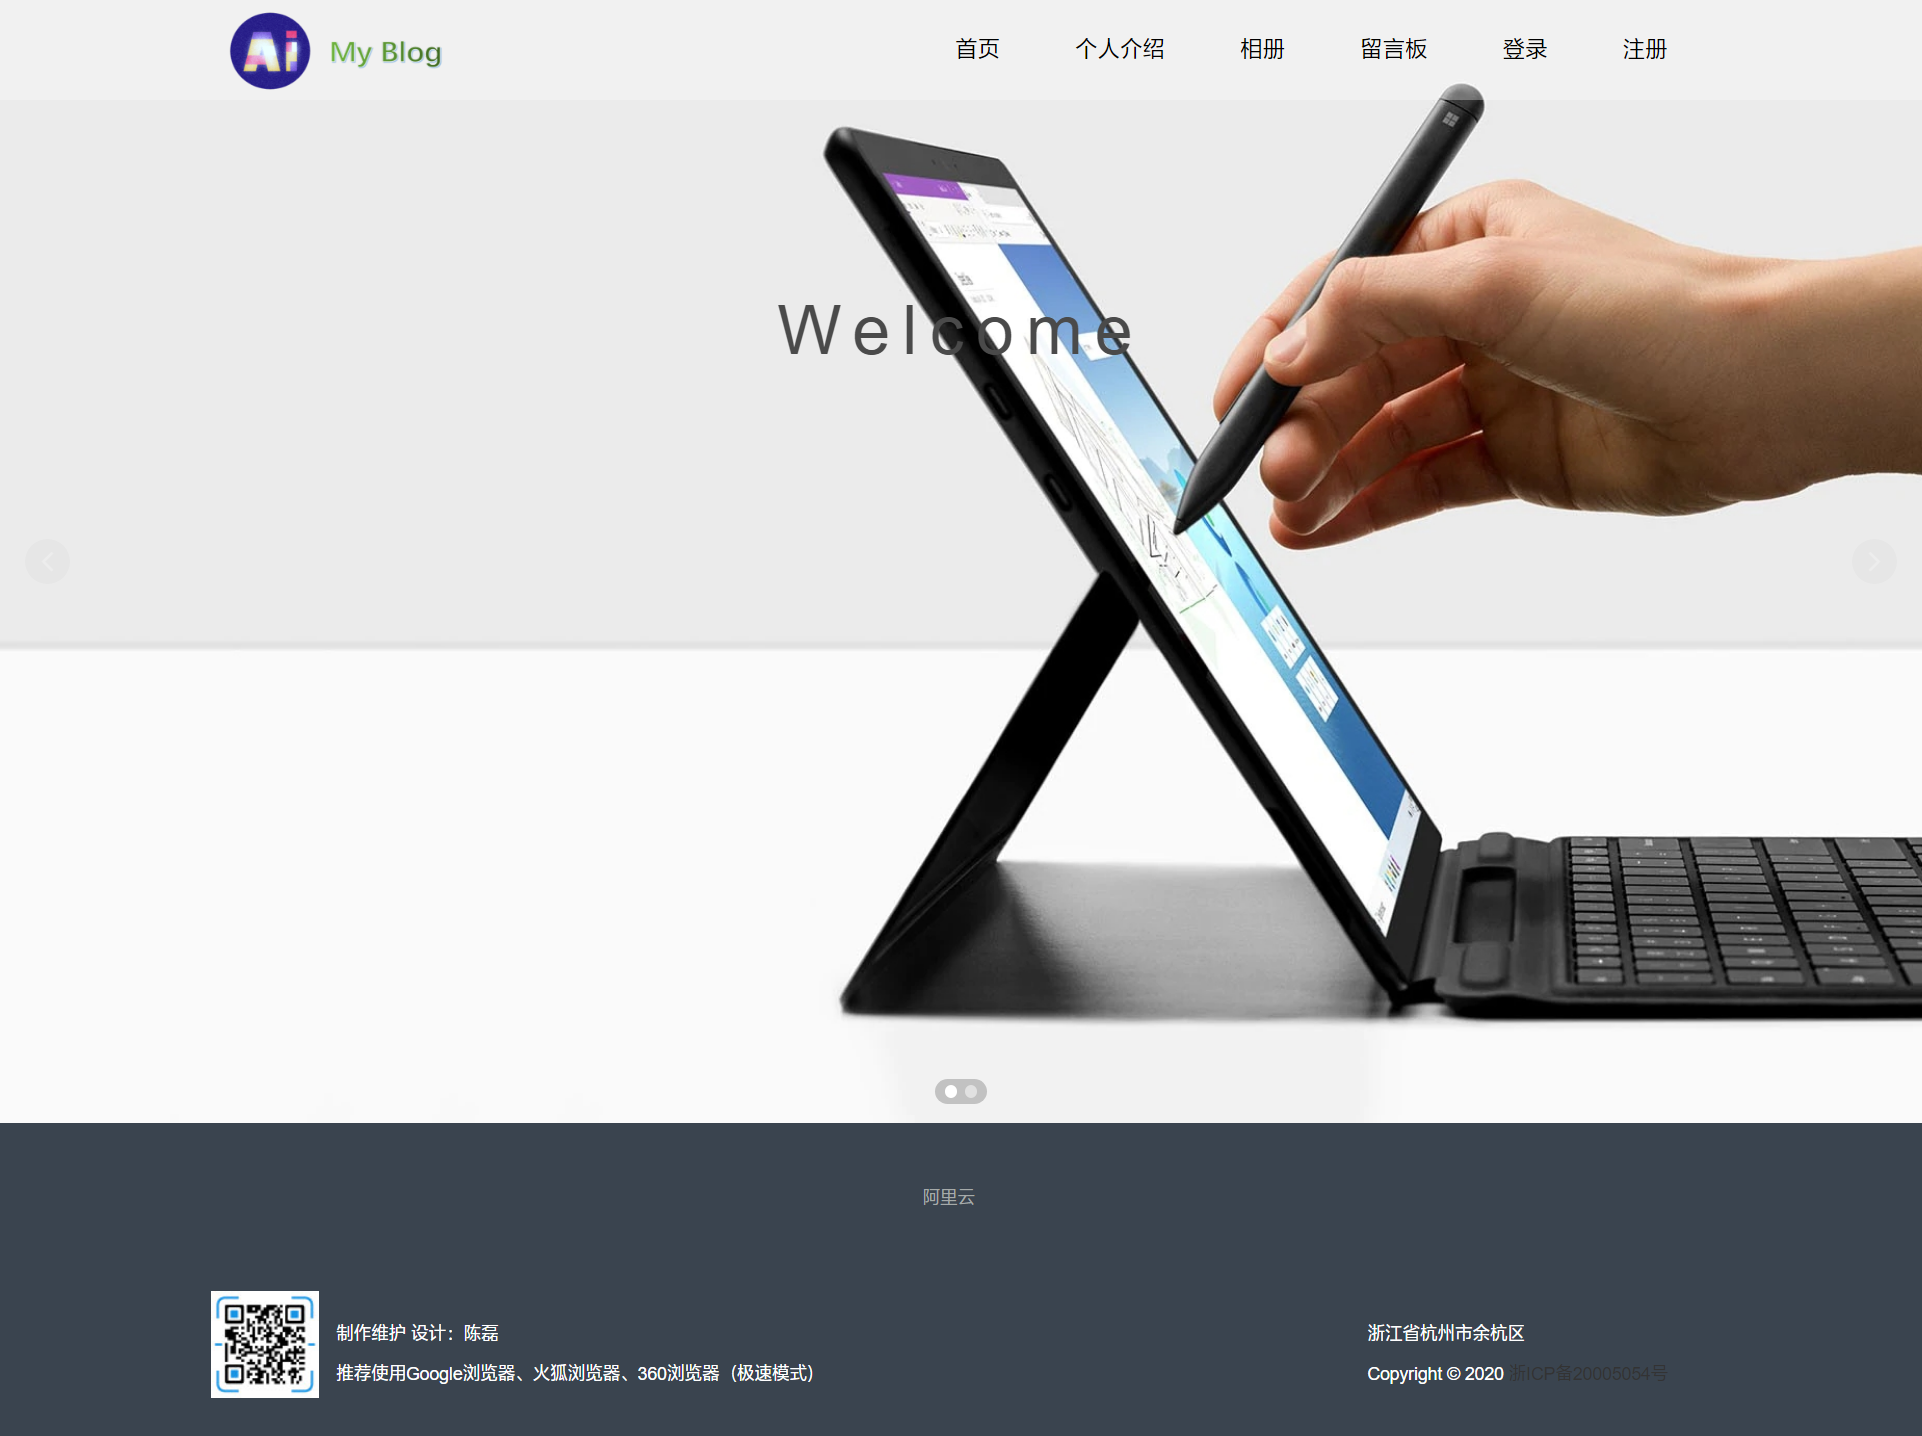 Ai My Blog
首页 个人介绍 相册 留言板 登录 注册
Welcome
阿里云
制作维护 设计：陈磊
推荐使用Google浏览器、火狐浏览器、360浏览器（极速模式）
浙江省杭州市余杭区
Copyright © 2020 浙ICP备20005054号